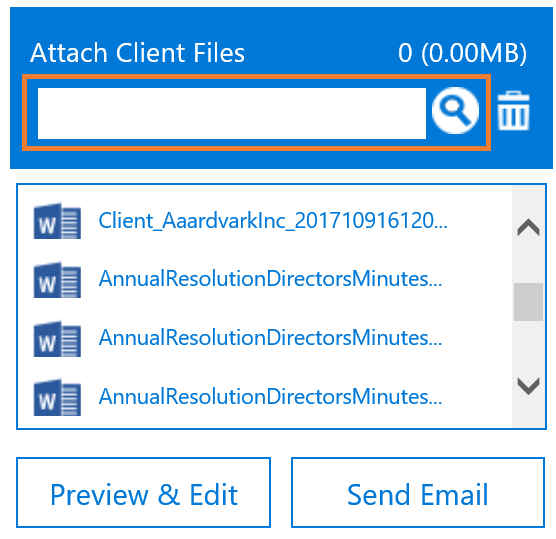 Attach Client Files 0 (0.00MB)
Client_AaardvarkInc_201710916120...
AnnualResolutionDirectorsMinutes...
AnnualResolutionDirectorsMinutes...
AnnualResolutionDirectorsMinutes...
Preview & Edit Send Email